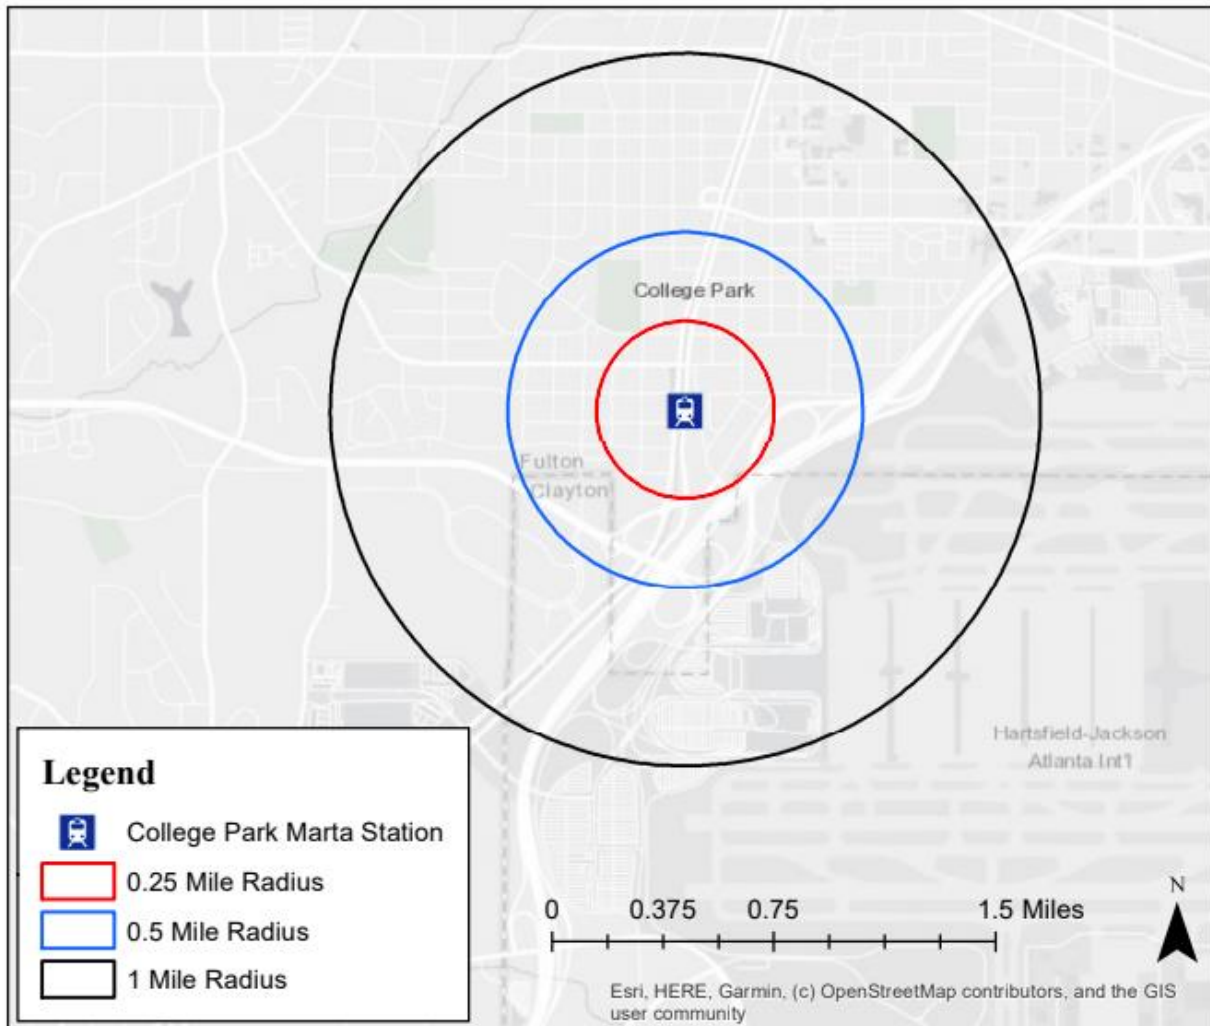 College Park
Fulton
Clayton
Hartsfield-Jackson
Atlanta Int'l
Legend
College Park Marta Station
0.25 Mile Radius
0.5 Mile Radius
1 Mile Radius
0 0.375 0.75 1.5 Miles
N
Esri, HERE, Garmin, (c) OpenStreetMap contributors, and the GIS
user community